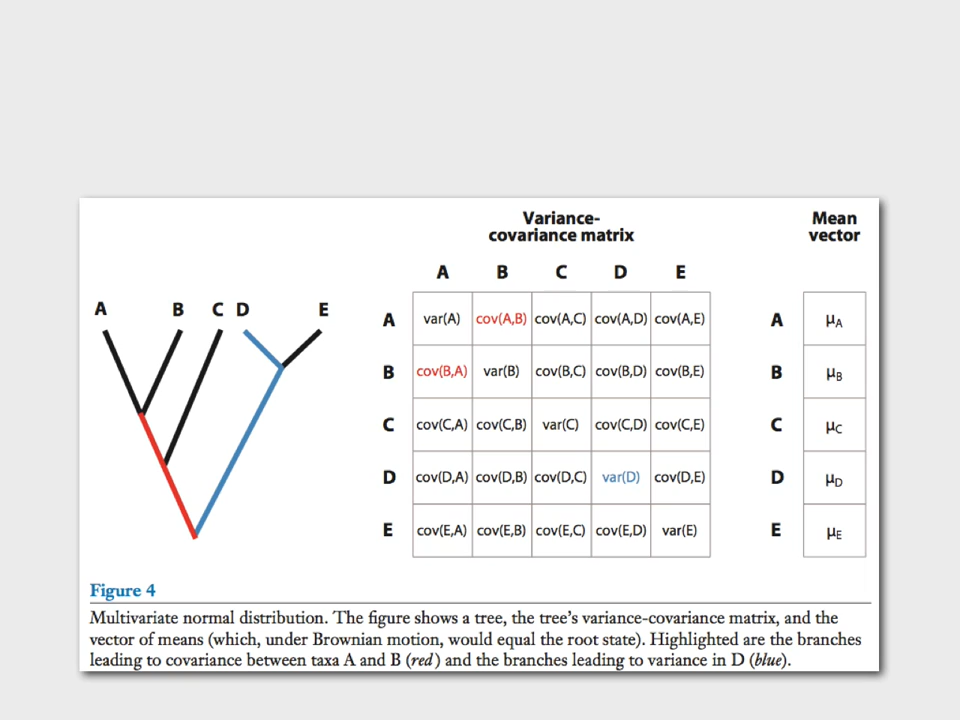 Variance-
covariance matrix
Mean
vector
A B C D E
A B C D E
A var(A) cov(A,B) cov(A,C) cov(A,D) cov(A,E) A μA
B cov(B,A) var(B) cov(B,C) cov(B,D) cov(B,E) B μB
C cov(C,A) cov(C,B) var(C) cov(C,D) cov(C,E) C μC
D cov(D,A) cov(D,B) cov(D,C) var(D) cov(D,E) D μD
E cov(E,A) cov(E,B) cov(E,C) cov(E,D) var(E) E μE
Figure 4
Multivariate normal distribution. The figure shows a tree, the tree's variance-covariance matrix, and the
vector of means (which, under Brownian motion, would equal the root state). Highlighted are the branches
leading to covariance between taxa A and B (red) and the branches leading to variance in D (blue).